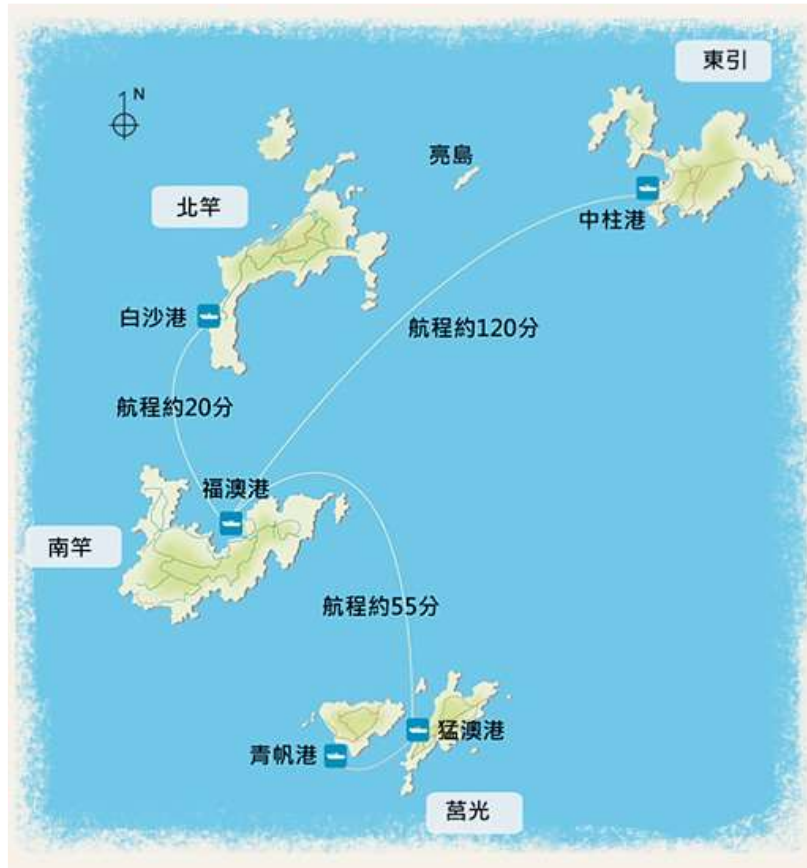 東引
N
亮島
北竿
中柱港
白沙港
航程約120分
航程約20分
福澳港
南竿
航程約55分
猛澳港
青帆港
莒光